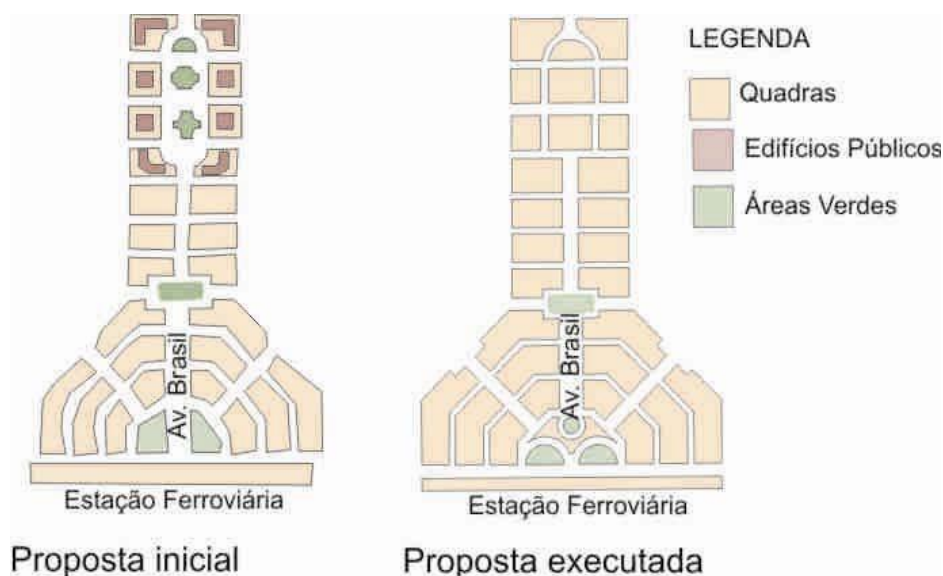 LEGENDA
Quadras
Edifícios Públicos
Áreas Verdes
Av. Brasil
Estação Ferroviária
Proposta inicial
Av. Brasil
Estação Ferroviária
Proposta executada